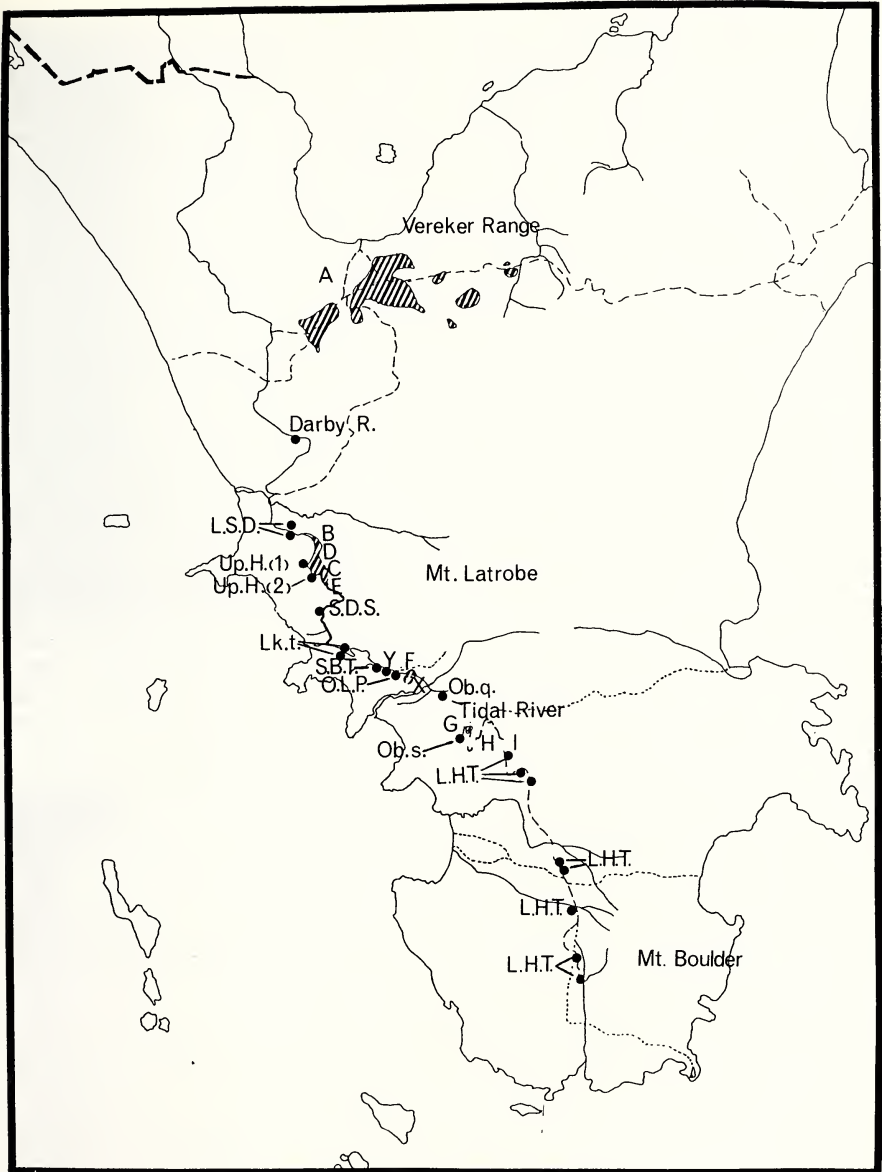 Vereker Range
A
Darby R.
L.S.D.
B
D
Up.H.(1)
C
Up.H.(2)
E
Mt. Latrobe
S.D.S.
Lk.t.
S.B.T.
Y
F
O.L.P.
Ob.q.
Tidal River
G
H
I
Ob.s.
L.H.T.
L.H.T.
L.H.T.
L.H.T.
Mt. Boulder